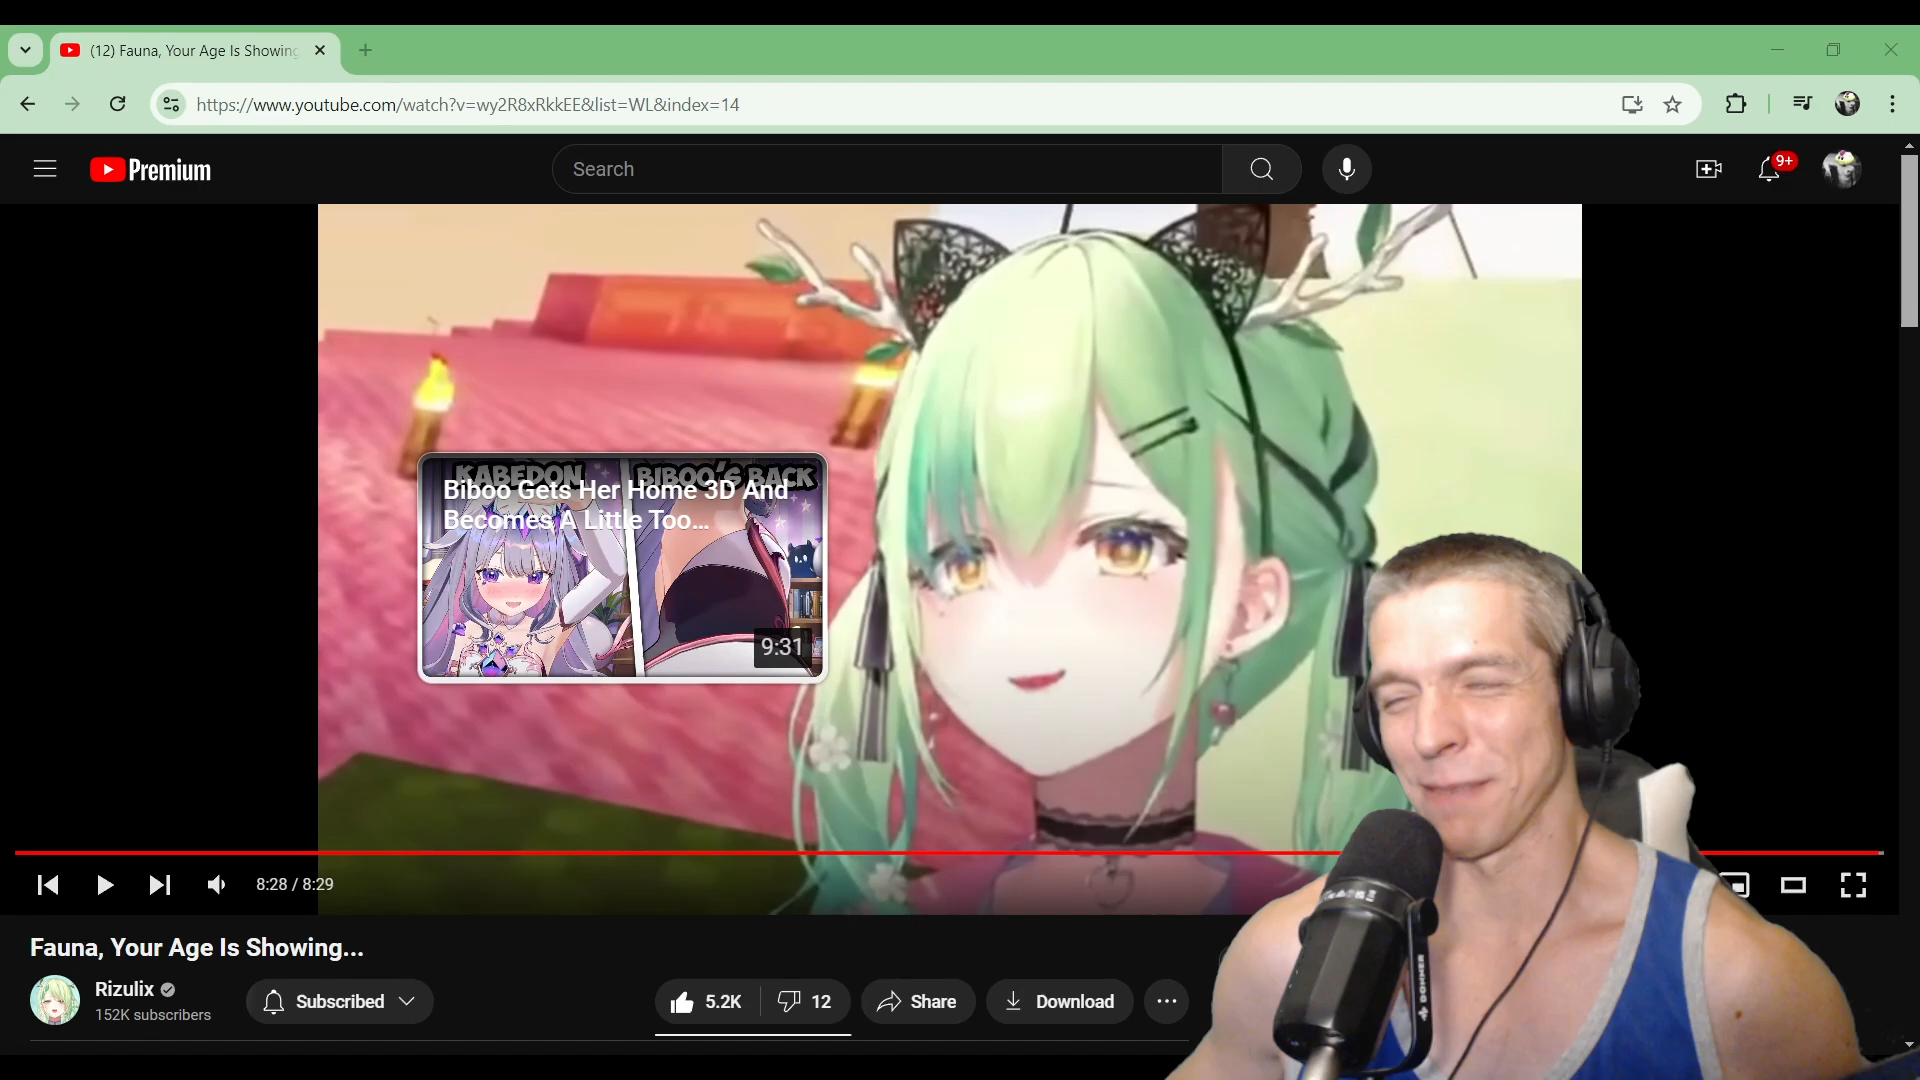 (12) Fauna, Your Age Is Showing
https://www.youtube.com/watch?v=wy2R8xRkkEE&list=WL&index=14
Premium
Search
9+
KABEDON
BIBOO'S BACK
Biboo Gets Her Home 3D And
Becomes A Little Too...
9:31
8:28 / 8:29
Fauna, Your Age Is Showing...
Rizulix
152K subscribers
Subscribed
5.2K
12
Share
Download
DONNER